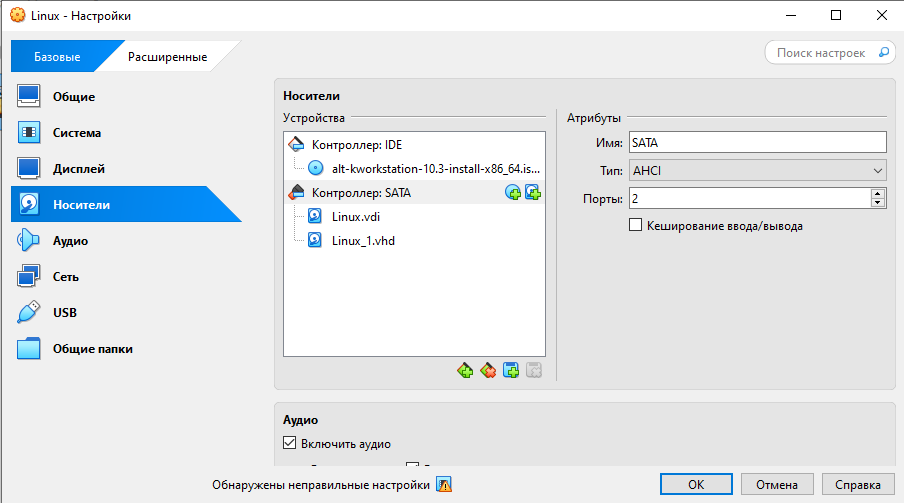 Linux - Настройки
Базовые
Расширенные
Поиск настроек
Общие
Система
Дисплей
Носители
Аудио
Сеть
USB
Общие папки
Носители
Устройства
Контроллер: IDE
alt-kworkstation-10.3-install-x86_64.is...
Контроллер: SATA
Linux.vdi
Linux_1.vhd
Атрибуты
Имя: SATA
Тип: AHCI
Порты: 2
Кеширование ввода/вывода
Аудио
Включить аудио
Обнаружены неправильные настройки
OK
Отмена
Справка